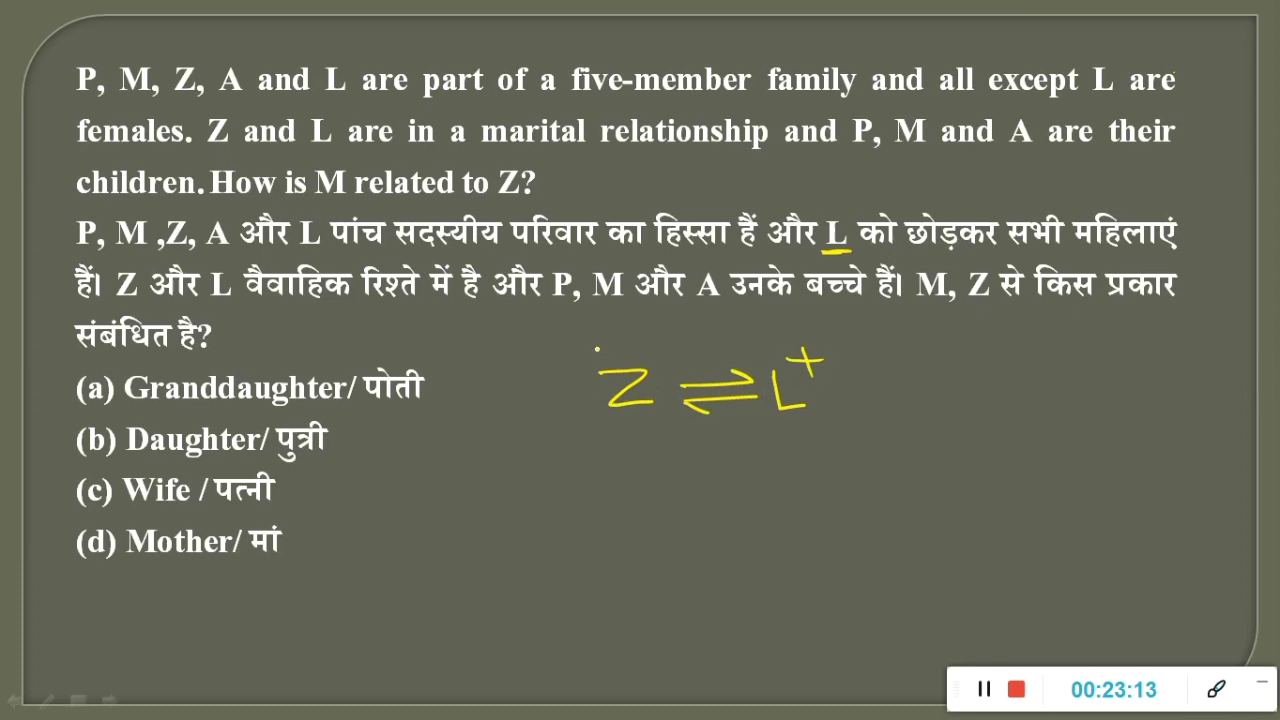 P, M, Z, A and L are part of a five-member family and all except L are
females. Z and L are in a marital relationship and P, M and A are their
children. How is M related to Z?
P, M ,Z, A और L पांच सदस्यीय परिवार का हिस्सा हैं और L को छोड़कर सभी महिलाएं
हैं। Z और L वैवाहिक रिश्ते में है और P, M और A उनके बच्चे हैं। M, Z से किस प्रकार
संबंधित है?
(a) Granddaughter/ पोती
(b) Daughter/ पुत्री
(c) Wife / पत्नी
(d) Mother/ मां
Z ⇌ L+
00:23:13